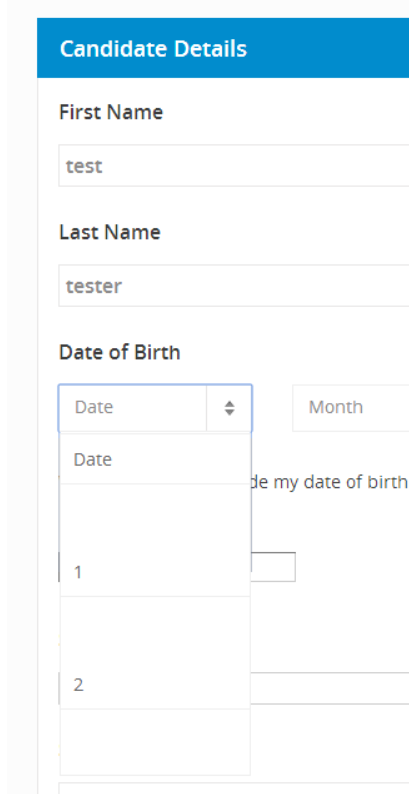 Candidate Details
First Name
test
Last Name
tester
Date of Birth
Date Month
Date
de my date of birth
1
2